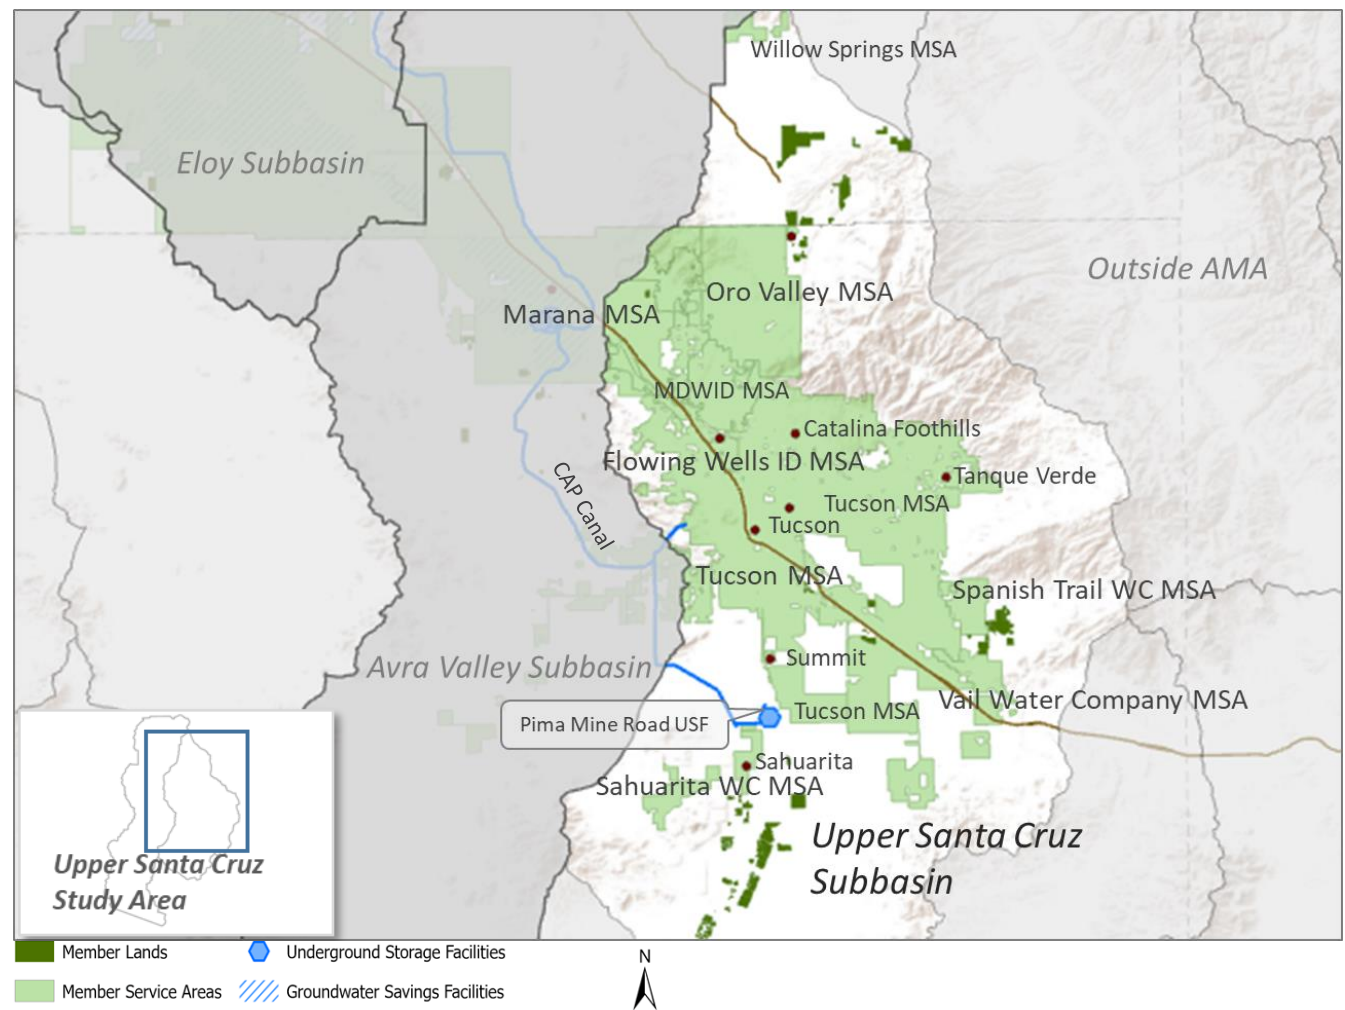 Willow Springs MSA
Eloy Subbasin
Outside AMA
Oro Valley MSA
Marana MSA
MDWID MSA
Catalina Foothills
Flowing Wells ID MSA
Tanque Verde
CAP Canal
Tucson MSA
Tucson
Tucson MSA
Spanish Trail WC MSA
Summit
Avra Valley Subbasin
Vail Water Company MSA
Tucson MSA
Pima Mine Road USF
Sahuarita
Sahuarita WC MSA
Upper Santa Cruz
Subbasin
Upper Santa Cruz
Study Area
Member Lands
Underground Storage Facilities
N
Member Service Areas
Groundwater Savings Facilities